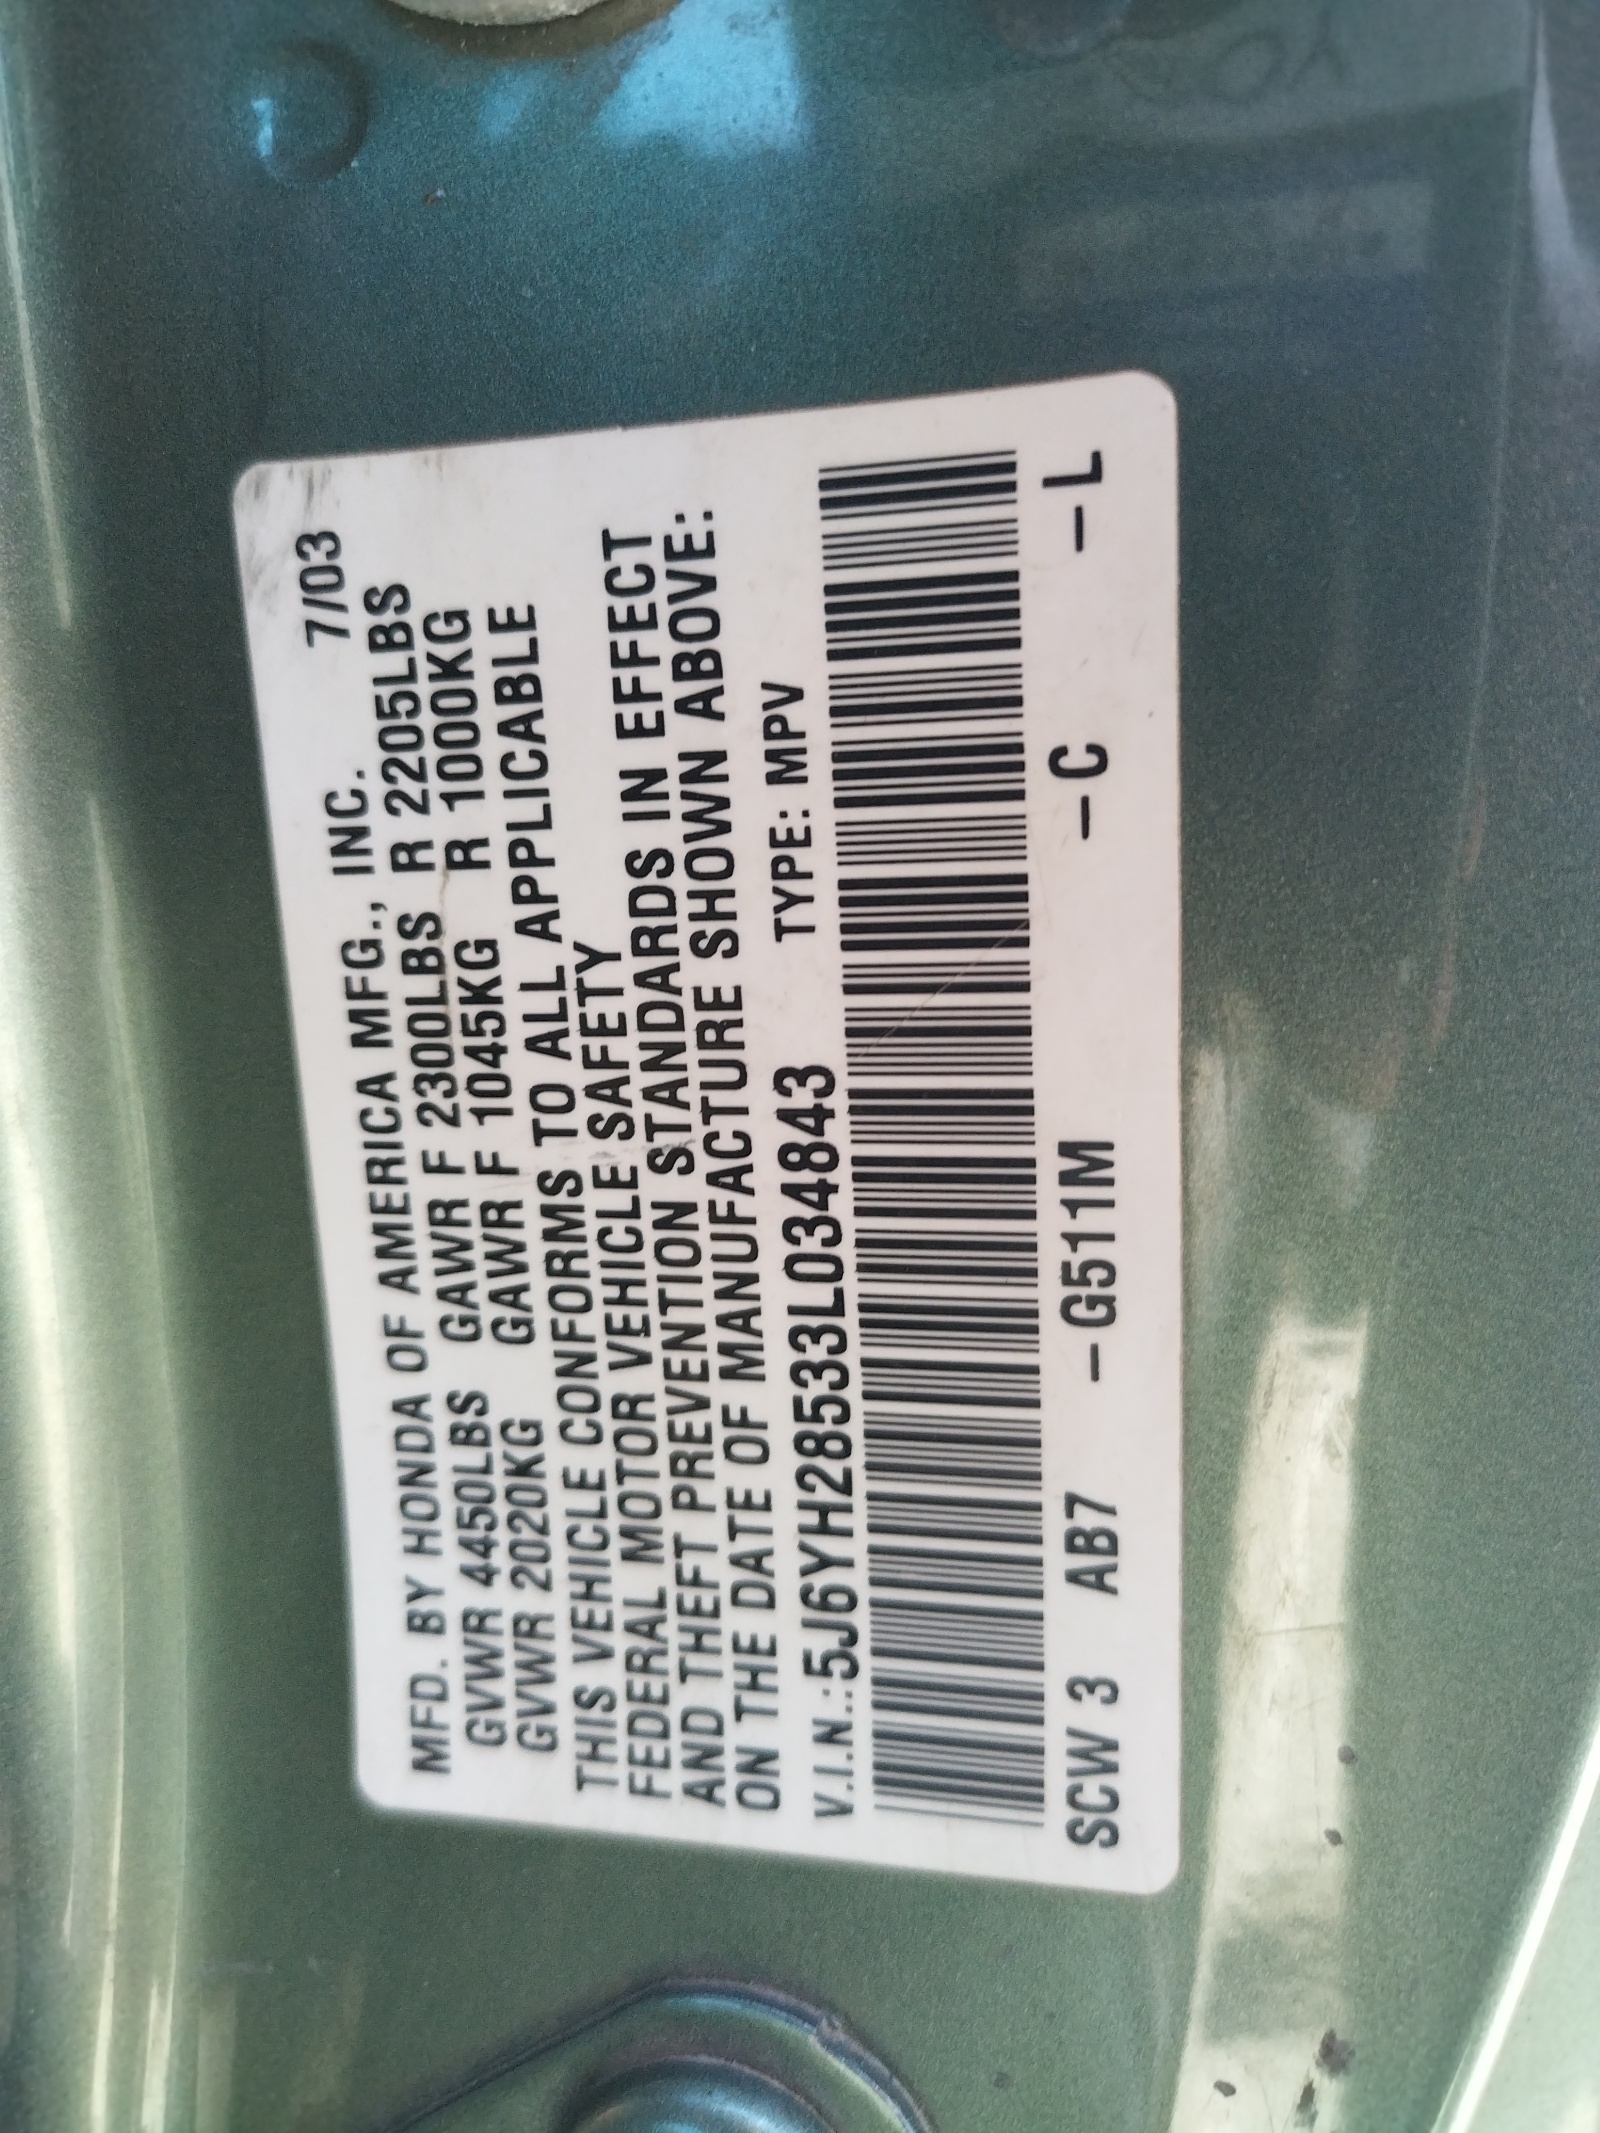 7/03
MFD. BY HONDA OF AMERICA MFG., INC.
GVWR 4450LBS GAWR F 2300LBS R 2205LBS
GVWR 2020KG GAWR F 1045KG R 1000KG
THIS VEHICLE CONFORMS TO ALL APPLICABLE
FEDERAL MOTOR VEHICLE SAFETY
AND THEFT PREVENTION STANDARDS IN EFFECT
ON THE DATE OF MANUFACTURE SHOWN ABOVE:
V.I.N.:5J6YH28533L034843 TYPE: MPV
SCW 3 AB7 –G511M –C –L